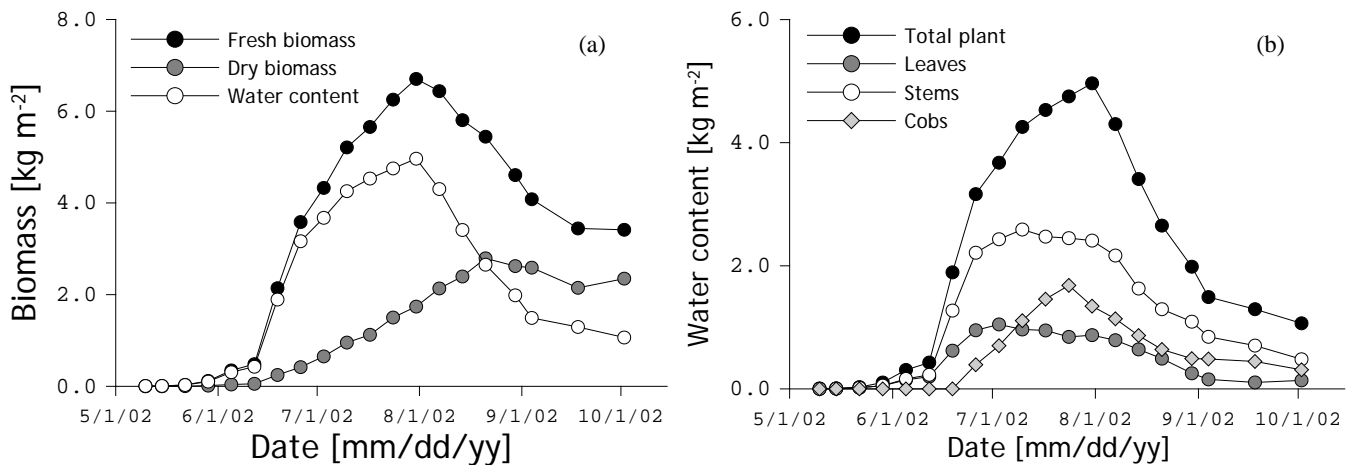 8.0
6.0
4.0
2.0
0.0
Biomass [kg m-2]
Fresh biomass
Dry biomass
Water content
(a)
5/1/02 6/1/02 7/1/02 8/1/02 9/1/02 10/1/02
Date [mm/dd/yy]
6.0
4.0
2.0
0.0
Water content [kg m-2]
Total plant
Leaves
Stems
Cobs
(b)
5/1/02 6/1/02 7/1/02 8/1/02 9/1/02 10/1/02
Date [mm/dd/yy]